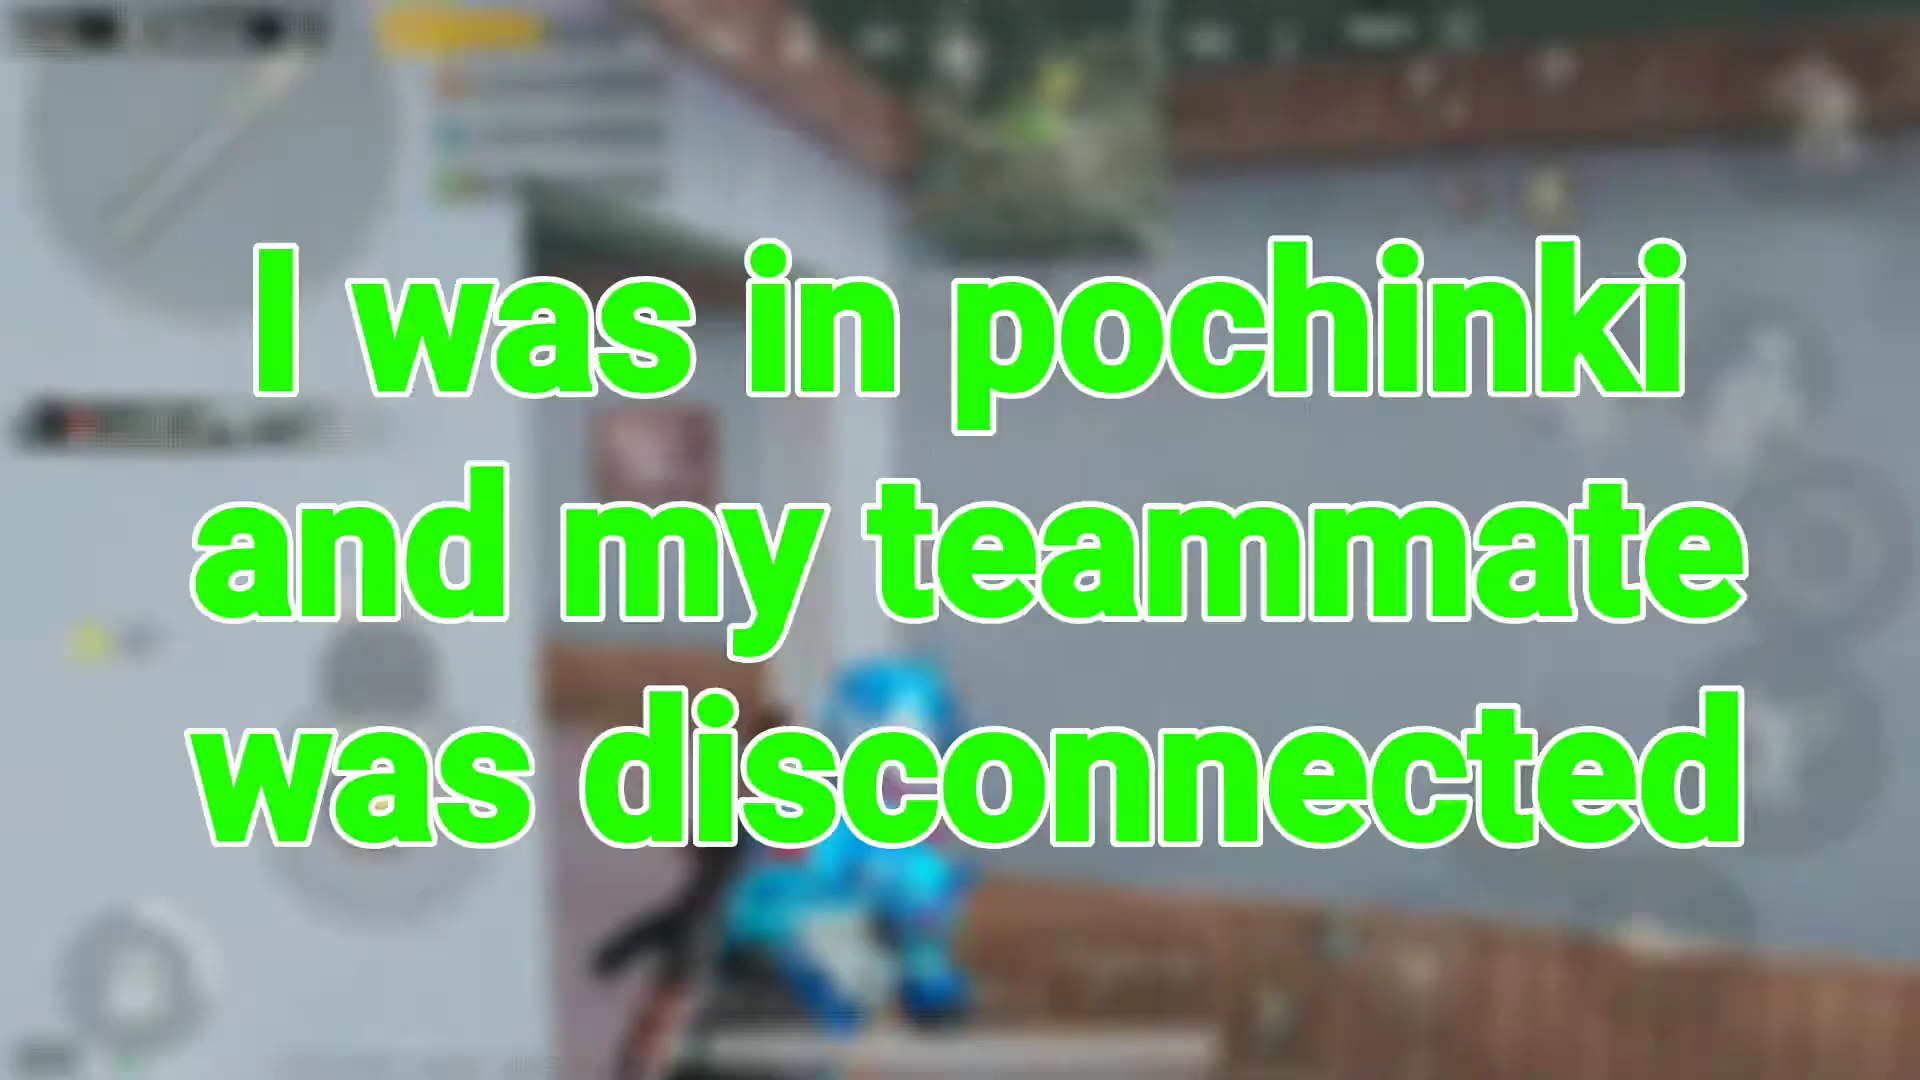 I was in pochinki
and my teammate
was disconnected